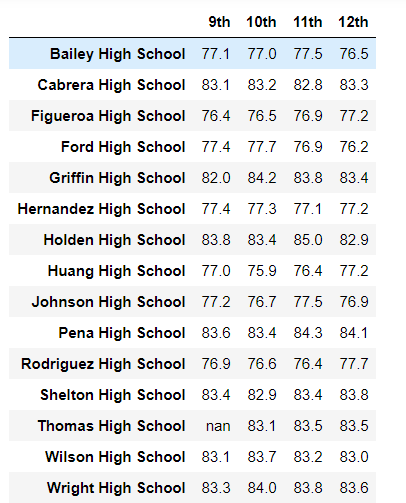 9th 10th 11th 12th
Bailey High School 77.1 77.0 77.5 76.5
Cabrera High School 83.1 83.2 82.8 83.3
Figueroa High School 76.4 76.5 76.9 77.2
Ford High School 77.4 77.7 76.9 76.2
Griffin High School 82.0 84.2 83.8 83.4
Hernandez High School 77.4 77.3 77.1 77.2
Holden High School 83.8 83.4 85.0 82.9
Huang High School 77.0 75.9 76.4 77.2
Johnson High School 77.2 76.7 77.5 76.9
Pena High School 83.6 83.4 84.3 84.1
Rodriguez High School 76.9 76.6 76.4 77.7
Shelton High School 83.4 82.9 83.4 83.8
Thomas High School nan 83.1 83.5 83.5
Wilson High School 83.1 83.7 83.2 83.0
Wright High School 83.3 84.0 83.8 83.6